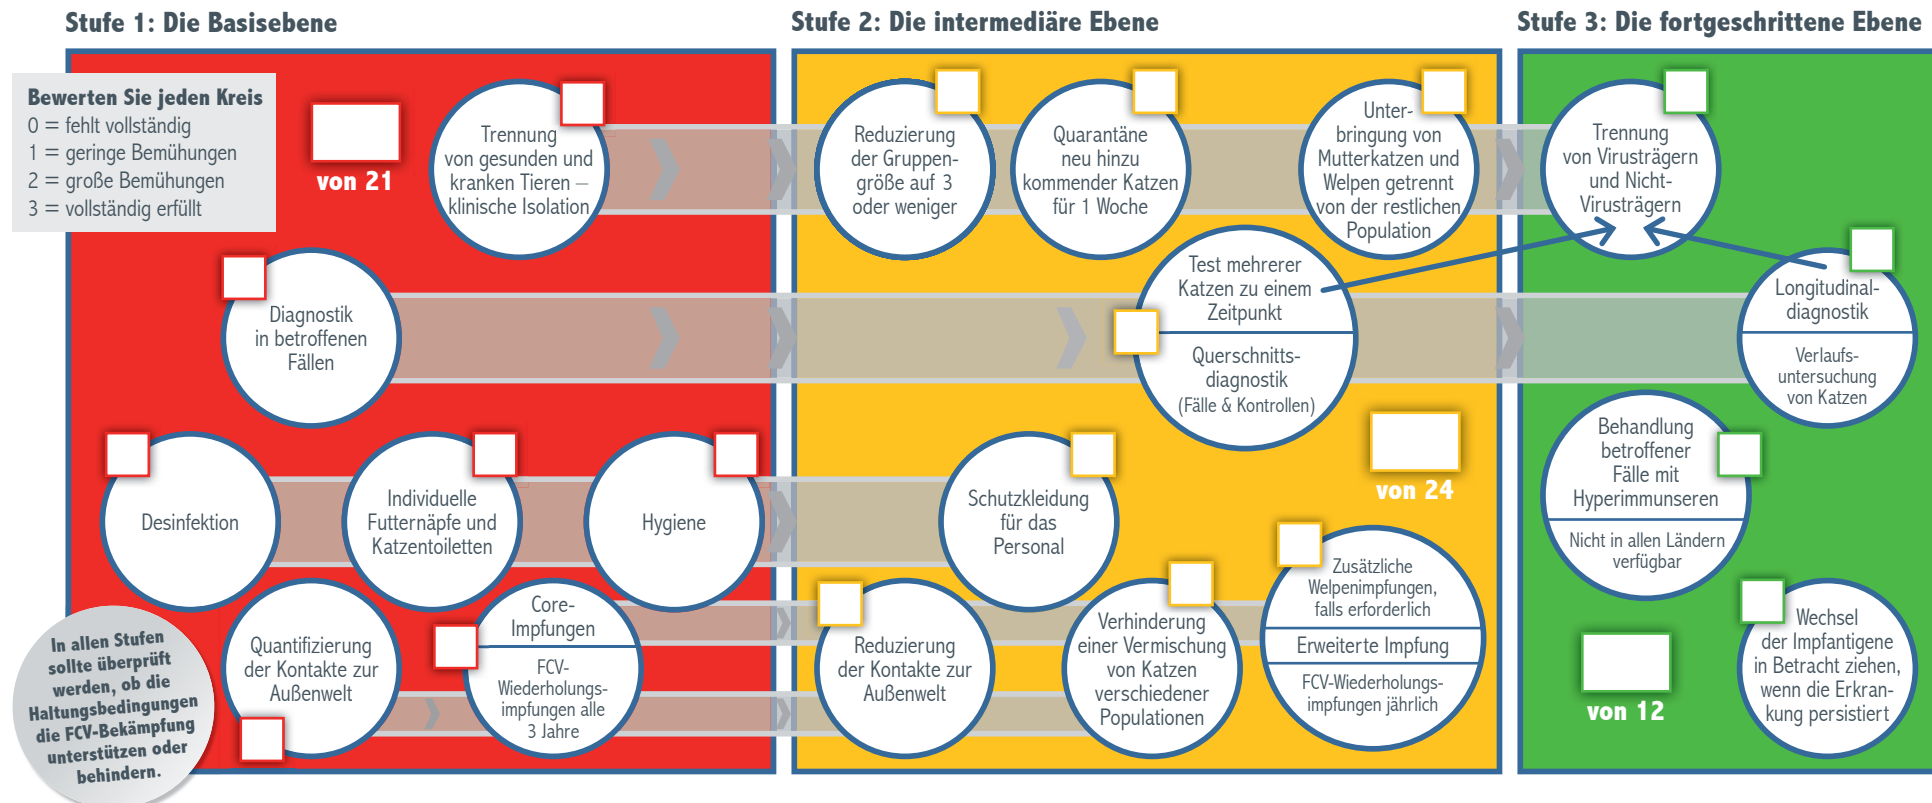 Stufe 1: Die Basisebene
Bewerten Sie jeden Kreis
0 = fehlt vollständig
1 = geringe Bemühungen
2 = große Bemühungen
3 = vollständig erfüllt
von 21
Trennung
von gesunden und
kranken Tieren –
klinische Isolation
Diagnostik
in betroffenen
Fällen
Desinfektion
Individuelle
Futternäpfe und
Katzentoiletten
Hygiene
Quantifizierung
der Kontakte zur
Außenwelt
Core-
Impfungen
FCV-
Wiederholungs-
impfungen alle
3 Jahre
In allen Stufen
sollte überprüft
werden, ob die
Haltungsbedingungen
die FCV-Bekämpfung
unterstützen oder
behindern.
Stufe 2: Die intermediäre Ebene
Reduzierung
der Gruppen-
größe auf 3
oder weniger
Quarantäne
neu hinzu
kommender Katzen
für 1 Woche
Unter-
bringung von
Mutterkatzen und
Welpen getrennt
von der restlichen
Population
Test mehrerer
Katzen zu einem
Zeitpunkt
Querschnitts-
diagnostik
(Fälle & Kontrollen)
von 24
Schutzkleidung
für das
Personal
Reduzierung
der Kontakte zur
Außenwelt
Verhinderung
einer Vermischung
von Katzen
verschiedener
Populationen
Zusätzliche
Welpenimpfungen,
falls erforderlich
Erweiterte Impfung
FCV-Wiederholungs-
impfungen jährlich
Stufe 3: Die fortgeschrittene Ebene
Trennung
von Virusträgern
und Nicht-
Virusträgern
Longitudinal-
diagnostik
Verlaufs-
untersuchung
von Katzen
Behandlung
betroffener
Fälle mit
Hyperimmunseren
Nicht in allen Ländern
verfügbar
von 12
Wechsel
der Impfantigene
in Betracht ziehen,
wenn die Erkran-
kung persistiert